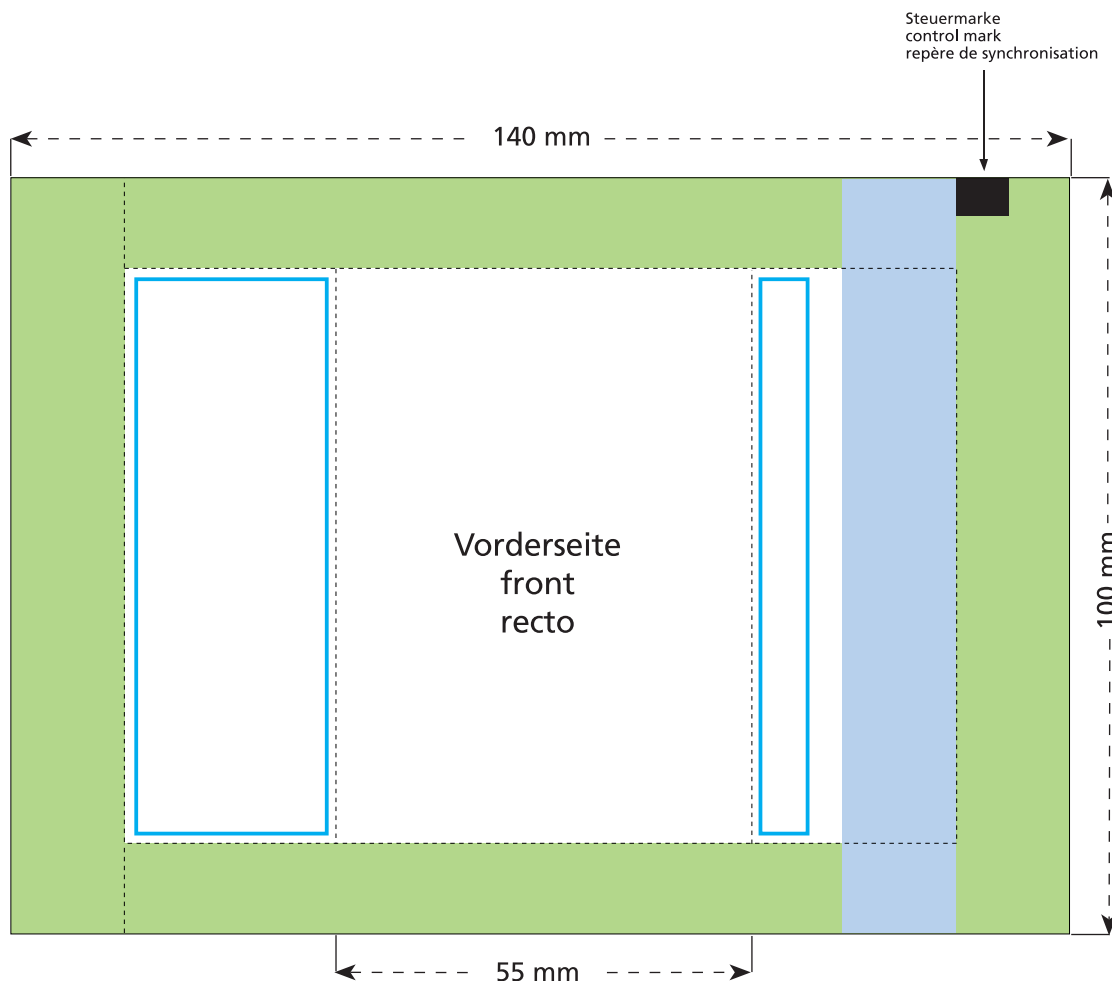 Steuermarke
control mark
repère de synchronisation
140 mm
Vorderseite
front
recto
100 mm
55 mm